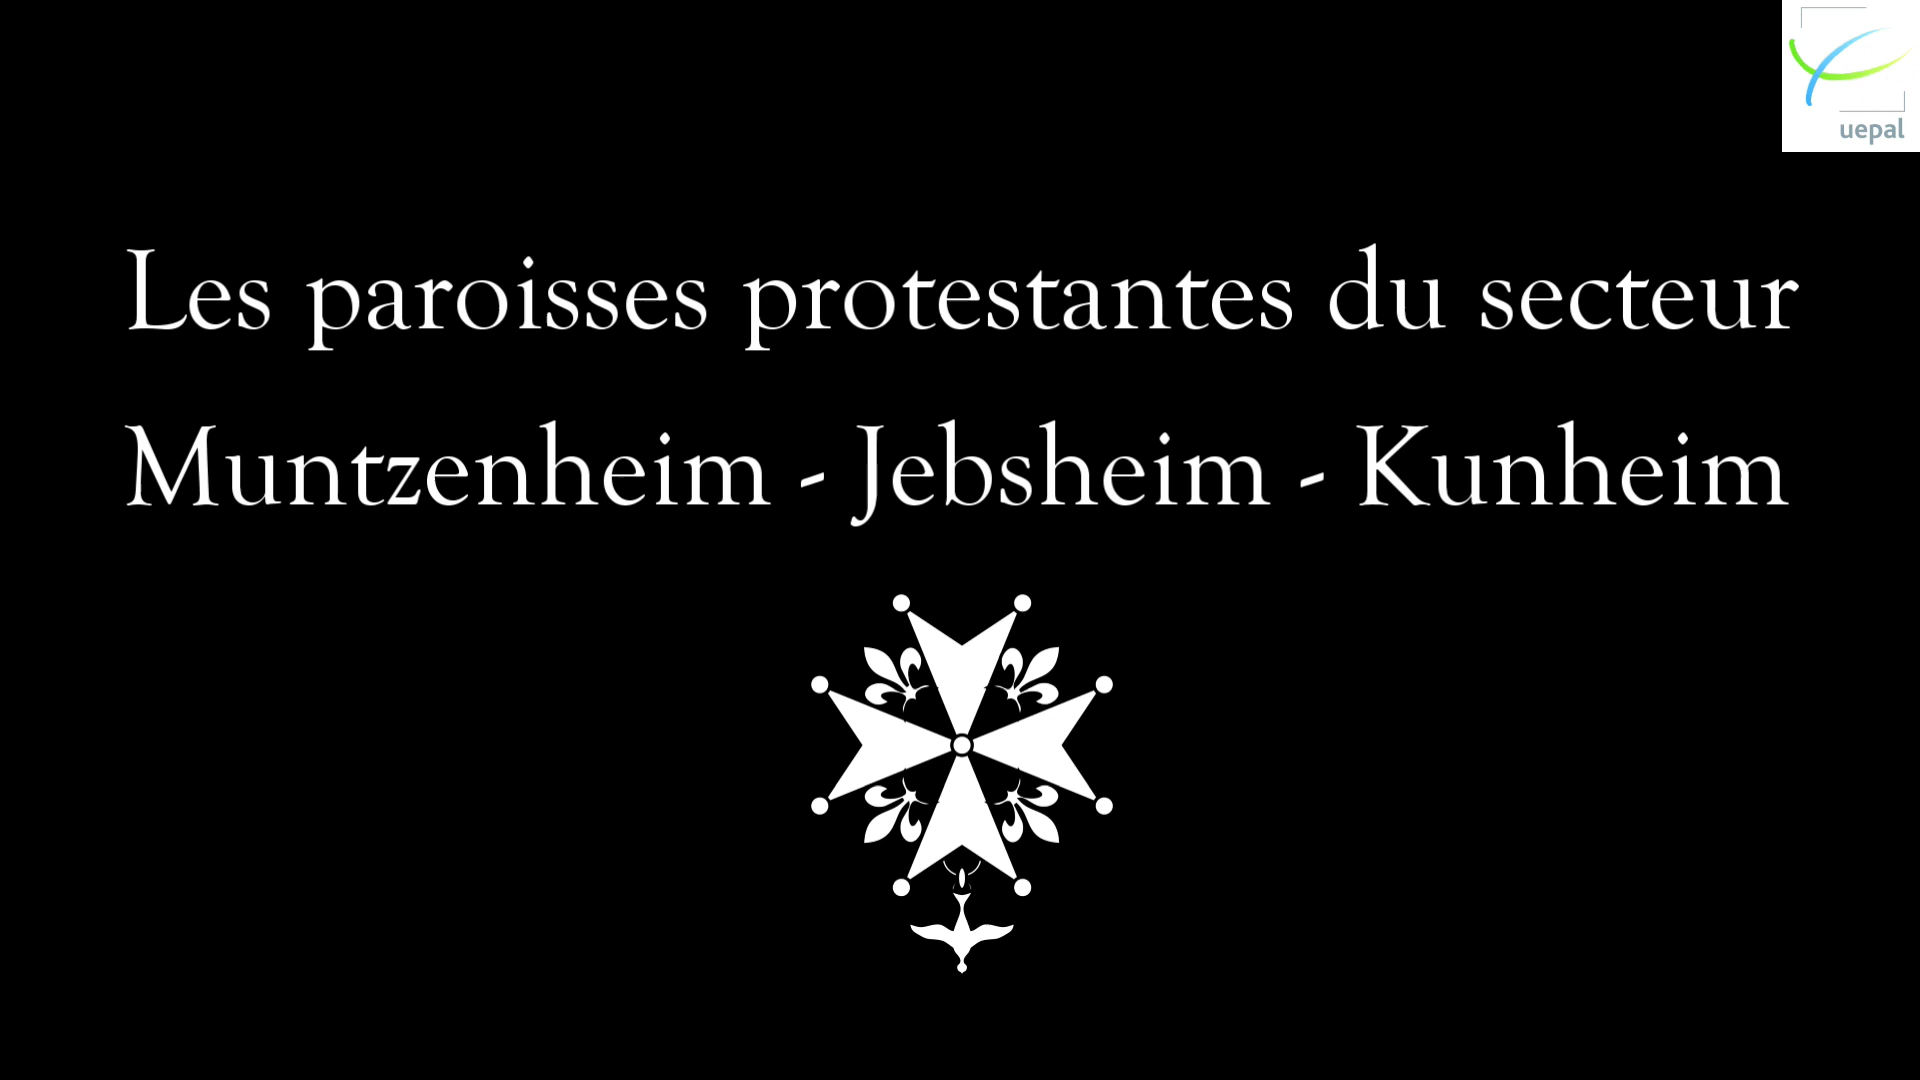 uepal
Les paroisses protestantes du secteur
Muntzenheim - Jebsheim - Kunheim